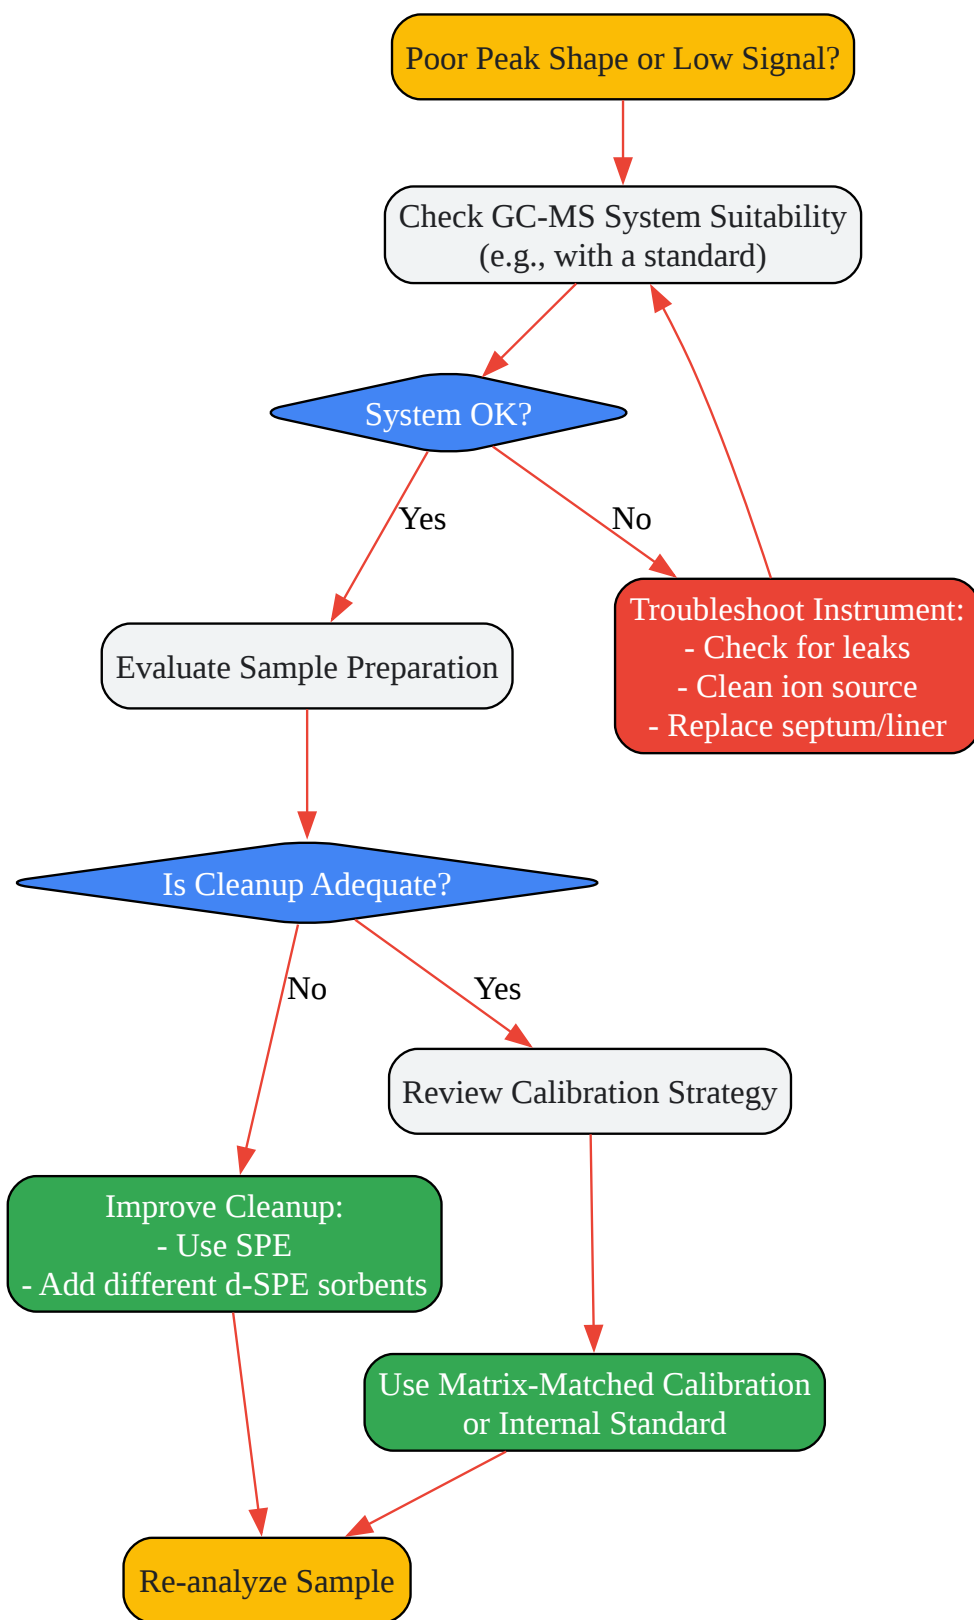 Poor Peak Shape or Low Signal?
Check GC-MS System Suitability
(e.g., with a standard)
System OK?
Yes
No
Troubleshoot Instrument:
- Check for leaks
- Clean ion source
- Replace septum/liner
Evaluate Sample Preparation
Is Cleanup Adequate?
No
Yes
Review Calibration Strategy
Improve Cleanup:
- Use SPE
- Add different d-SPE sorbents
Use Matrix-Matched Calibration
or Internal Standard
Re-analyze Sample